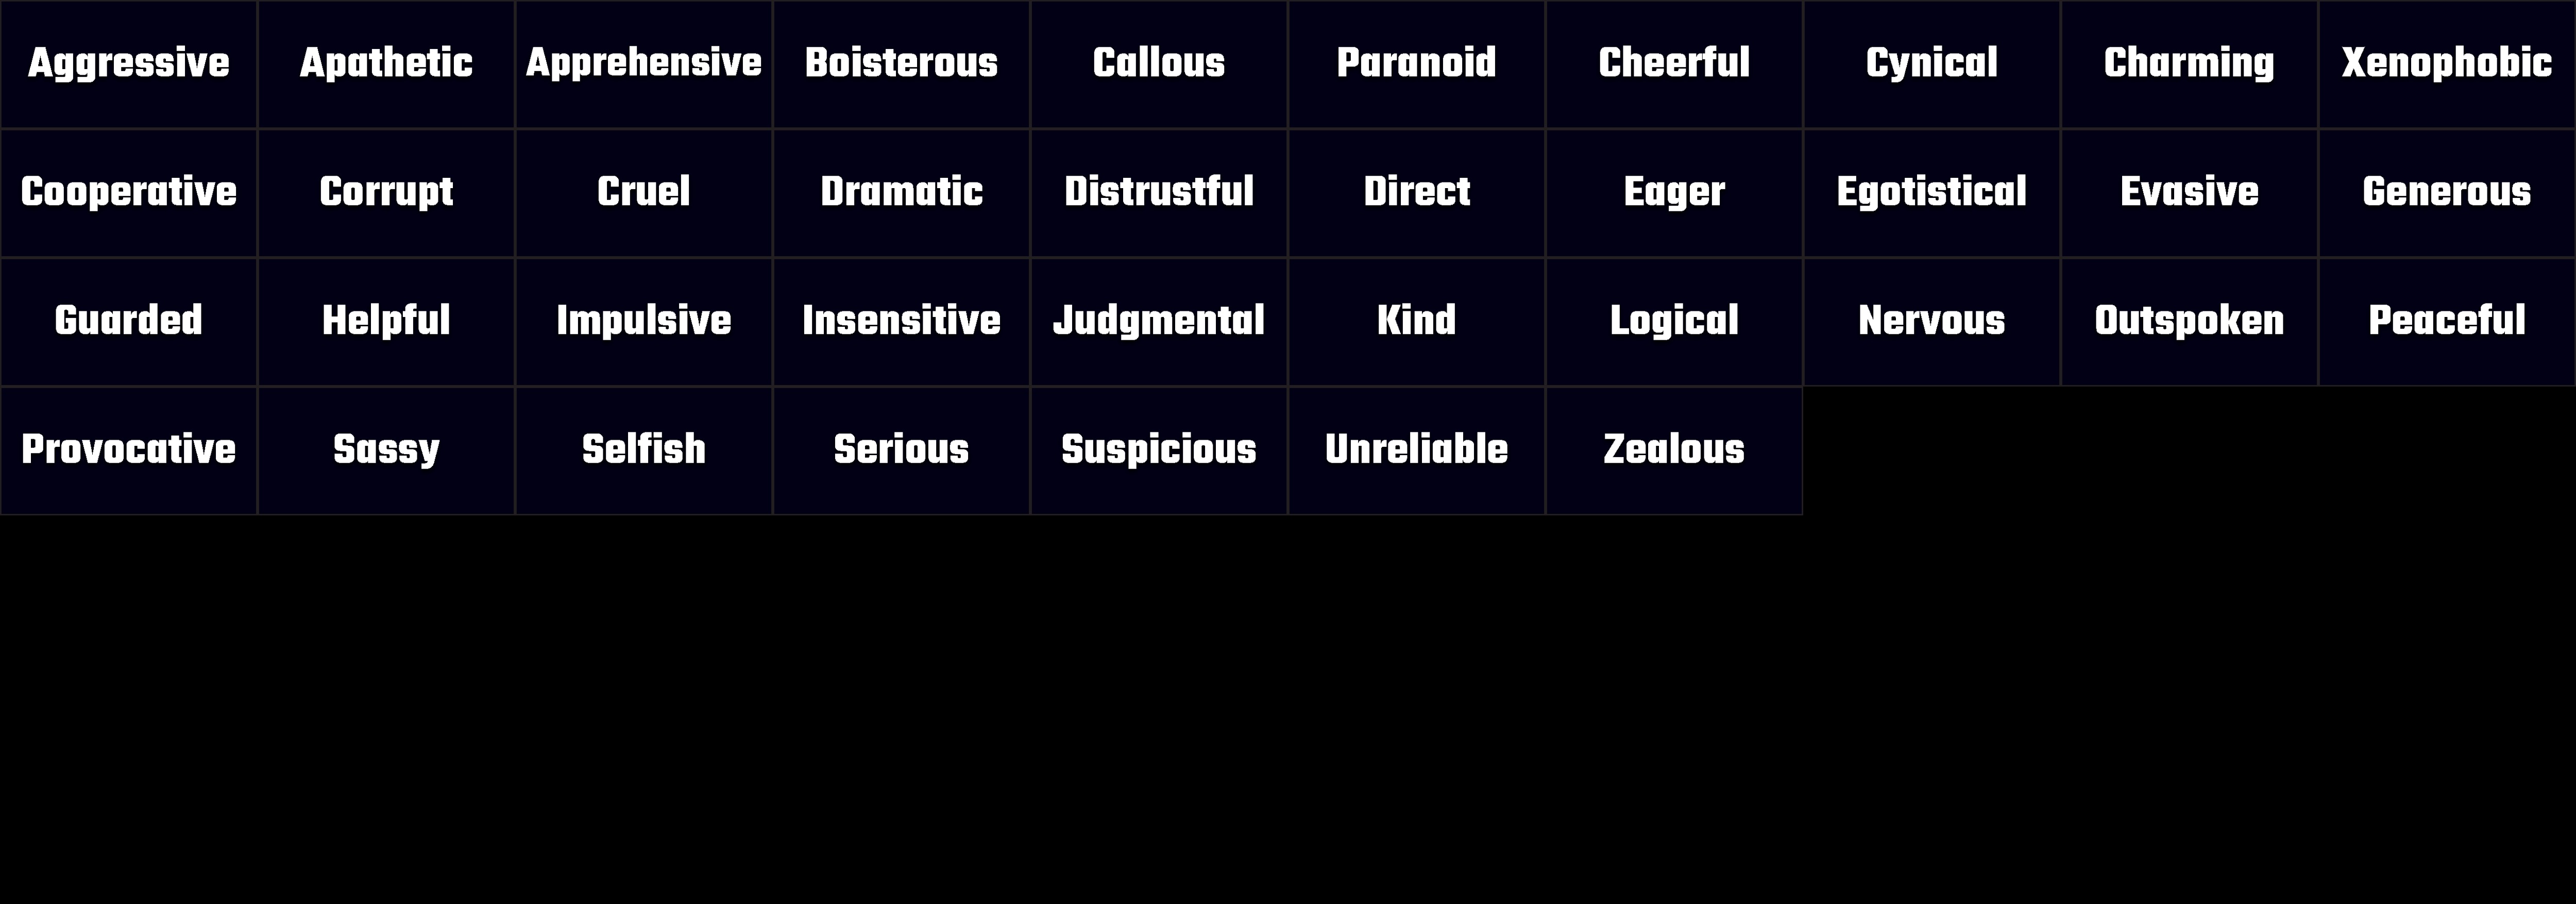 Aggressive Apathetic Apprehensive Boisterous Callous Paranoid Cheerful Cynical Charming Xenophobic
Cooperative Corrupt Cruel Dramatic Distrustful Direct Eager Egotistical Evasive Generous
Guarded Helpful Impulsive Insensitive Judgmental Kind Logical Nervous Outspoken Peaceful
Provocative Sassy Selfish Serious Suspicious Unreliable Zealous